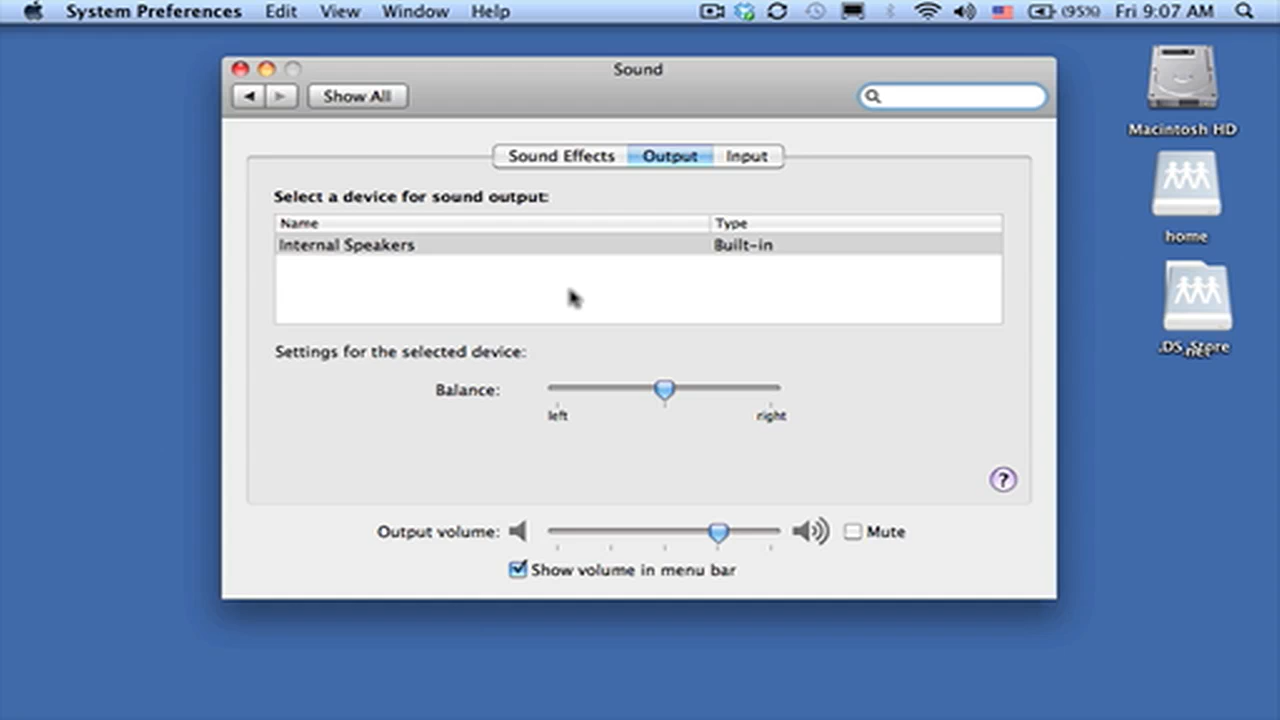 System Preferences Edit View Window Help (95%) Fri 9:07 AM
Sound
Show All
Macintosh HD
Sound Effects Output Input
Select a device for sound output:
Name Type
Internal Speakers Built-in
home
Settings for the selected device:
.DS_Store
net
Balance:
left right
?
Output volume: Mute
Show volume in menu bar